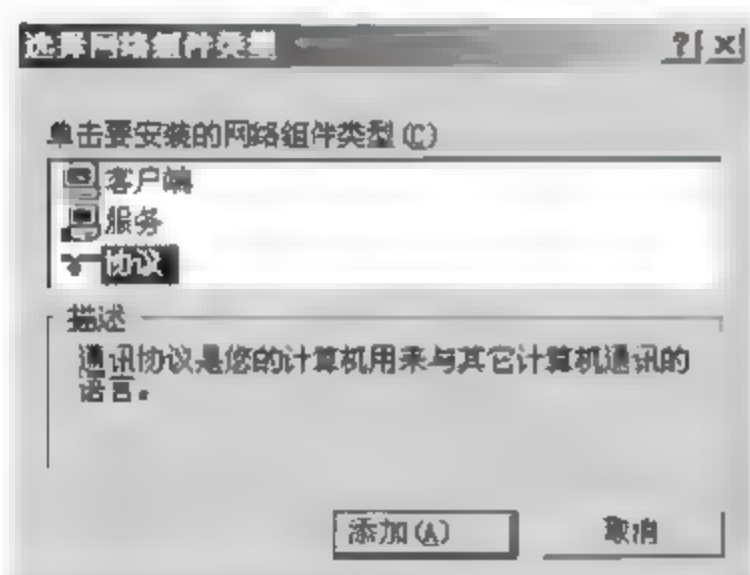 选择网络组件类型
单击要安装的网络组件类型(C)
客户端
服务
协议
描述
通讯协议是您的计算机用来与其它计算机通讯的
语言。
添加(A)
取消